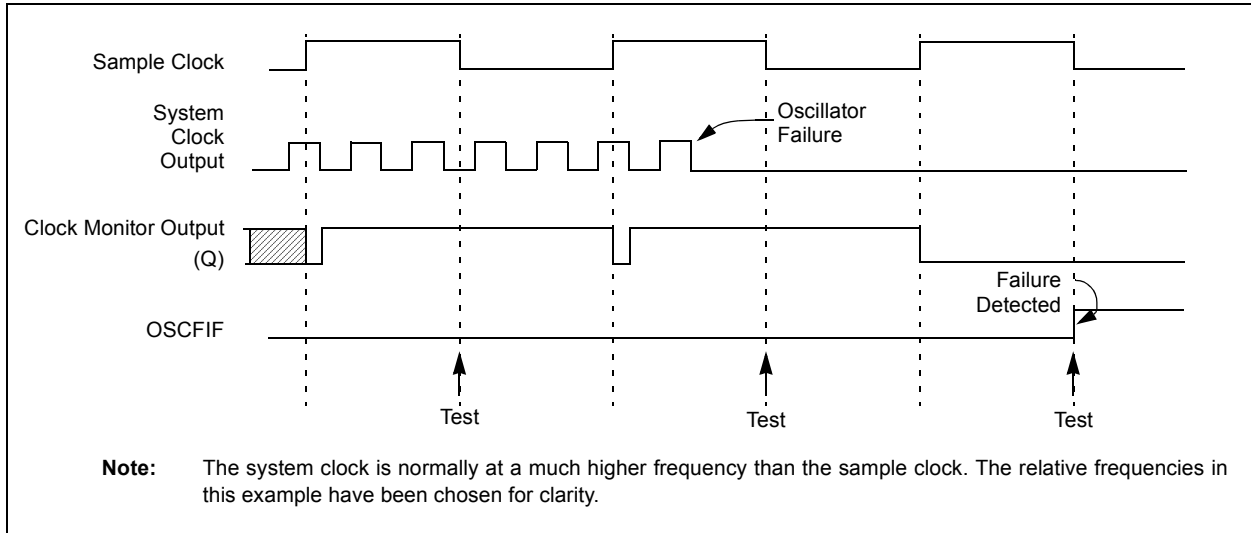 Sample Clock
System
Clock
Output
Oscillator
Failure
Clock Monitor Output
(Q)
Failure
Detected
OSCFIF
Test
Test
Test
Note: The system clock is normally at a much higher frequency than the sample clock. The relative frequencies in
this example have been chosen for clarity.